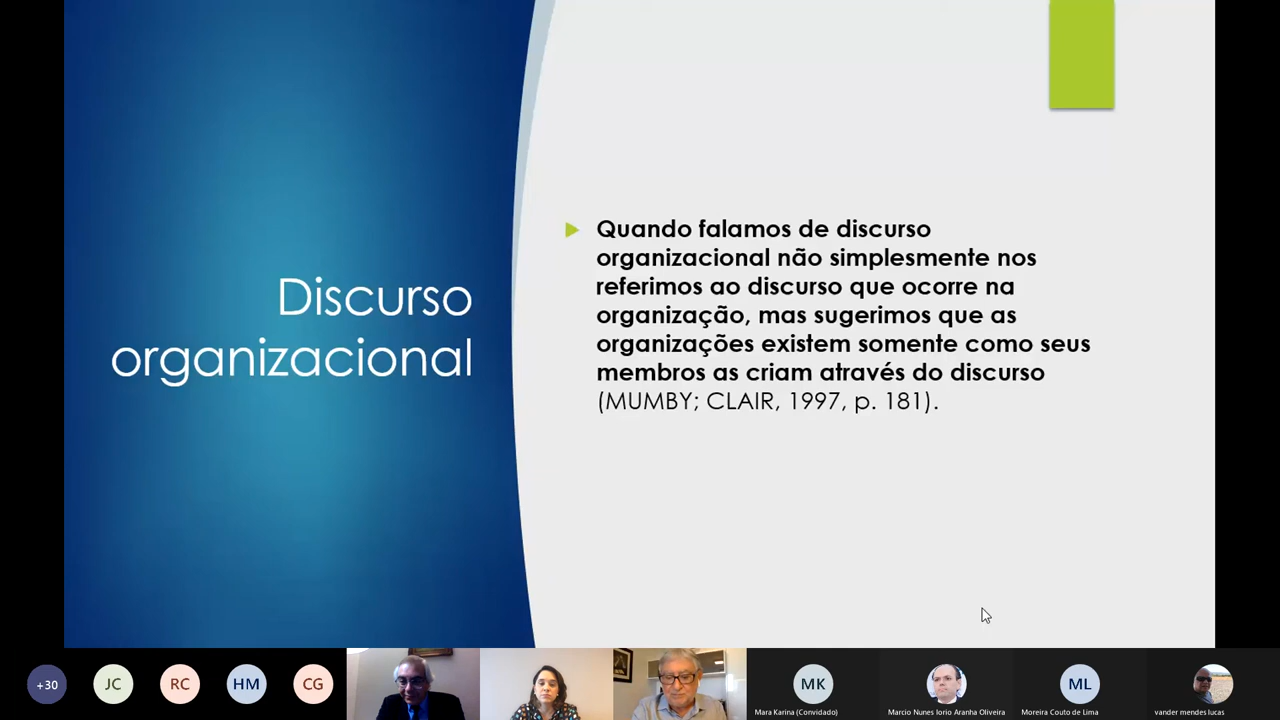 Discurso
organizacional
Quando falamos de discurso
organizacional não simplesmente nos
referimos ao discurso que ocorre na
organização, mas sugerimos que as
organizações existem somente como seus
membros as criam através do discurso
(MUMBY; CLAIR, 1997, p. 181).
+30
JC
RC
HM
CG
MK
ML
Mara Karina (Convidado)
Marcio Nunes Iorio Aranha Oliveira
Moreira Couto de Lima
vander mendes lucas